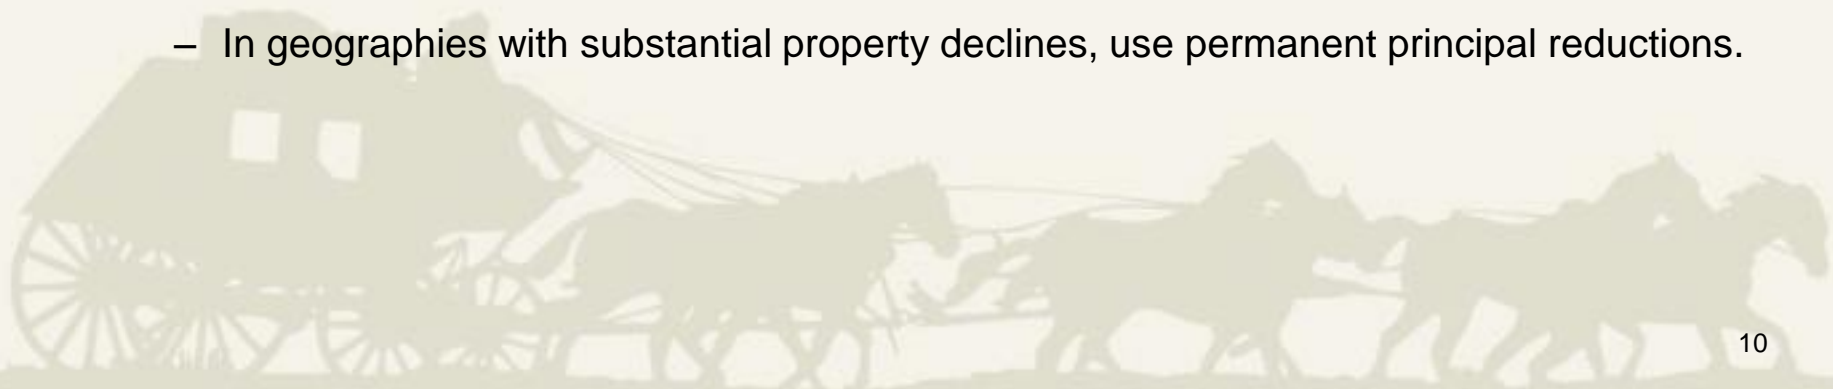 – In geographies with substantial property declines, use permanent principal reductions.
10